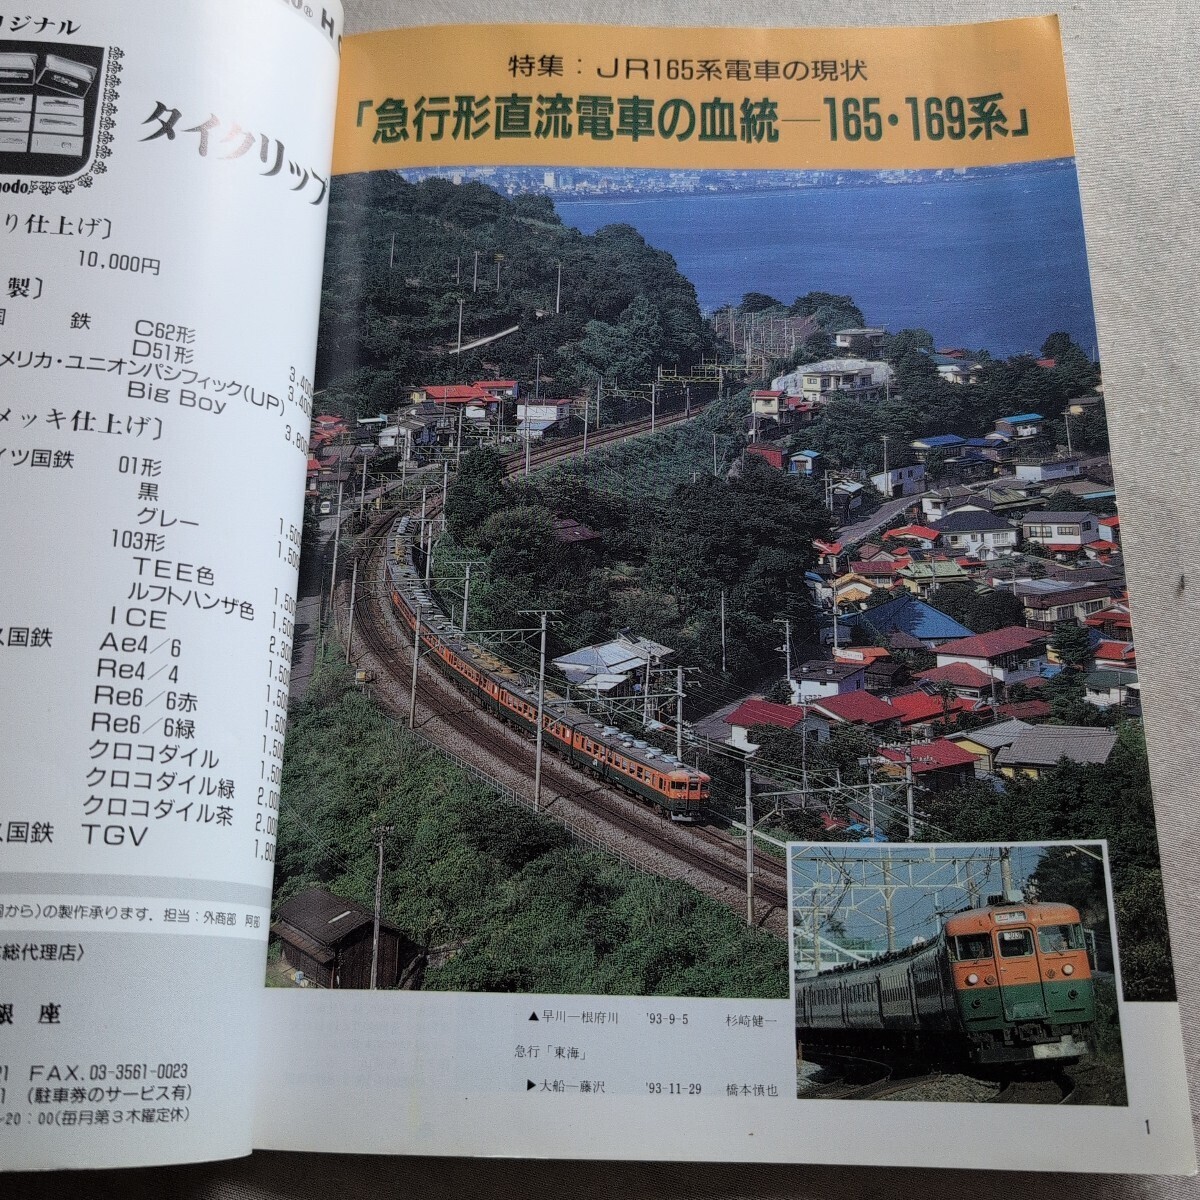 リジナル
タイクリップ
り仕上げ〕
10,000円
製〕
鉄 C62形
D51形
メリカ・ユニオンパシフィック(UP)
Big Boy
メッキ仕上げ〕
イツ国鉄 01形
黒
グレー
103形
TEE色
ルフトハンザ色
ICE
国鉄 Ae4/6
Re4/4
Re6/6赤
Re6/6緑
クロコダイル
クロコダイル緑
クロコダイル茶
国鉄 TGV
から)の製作承ります. 担当：外商部 阿部
総代理店〉
銀座
21 FAX.03-3561-0023
1 (駐車券のサービス有)
-20：00(毎月第3木曜定休)
特集：JR165系電車の現状
「急行形直流電車の血統―165・169系」
▲早川―根府川 '93-9-5 杉崎健一
急行「東海」
▶大船―藤沢 '93-11-29 橋本慎也
1